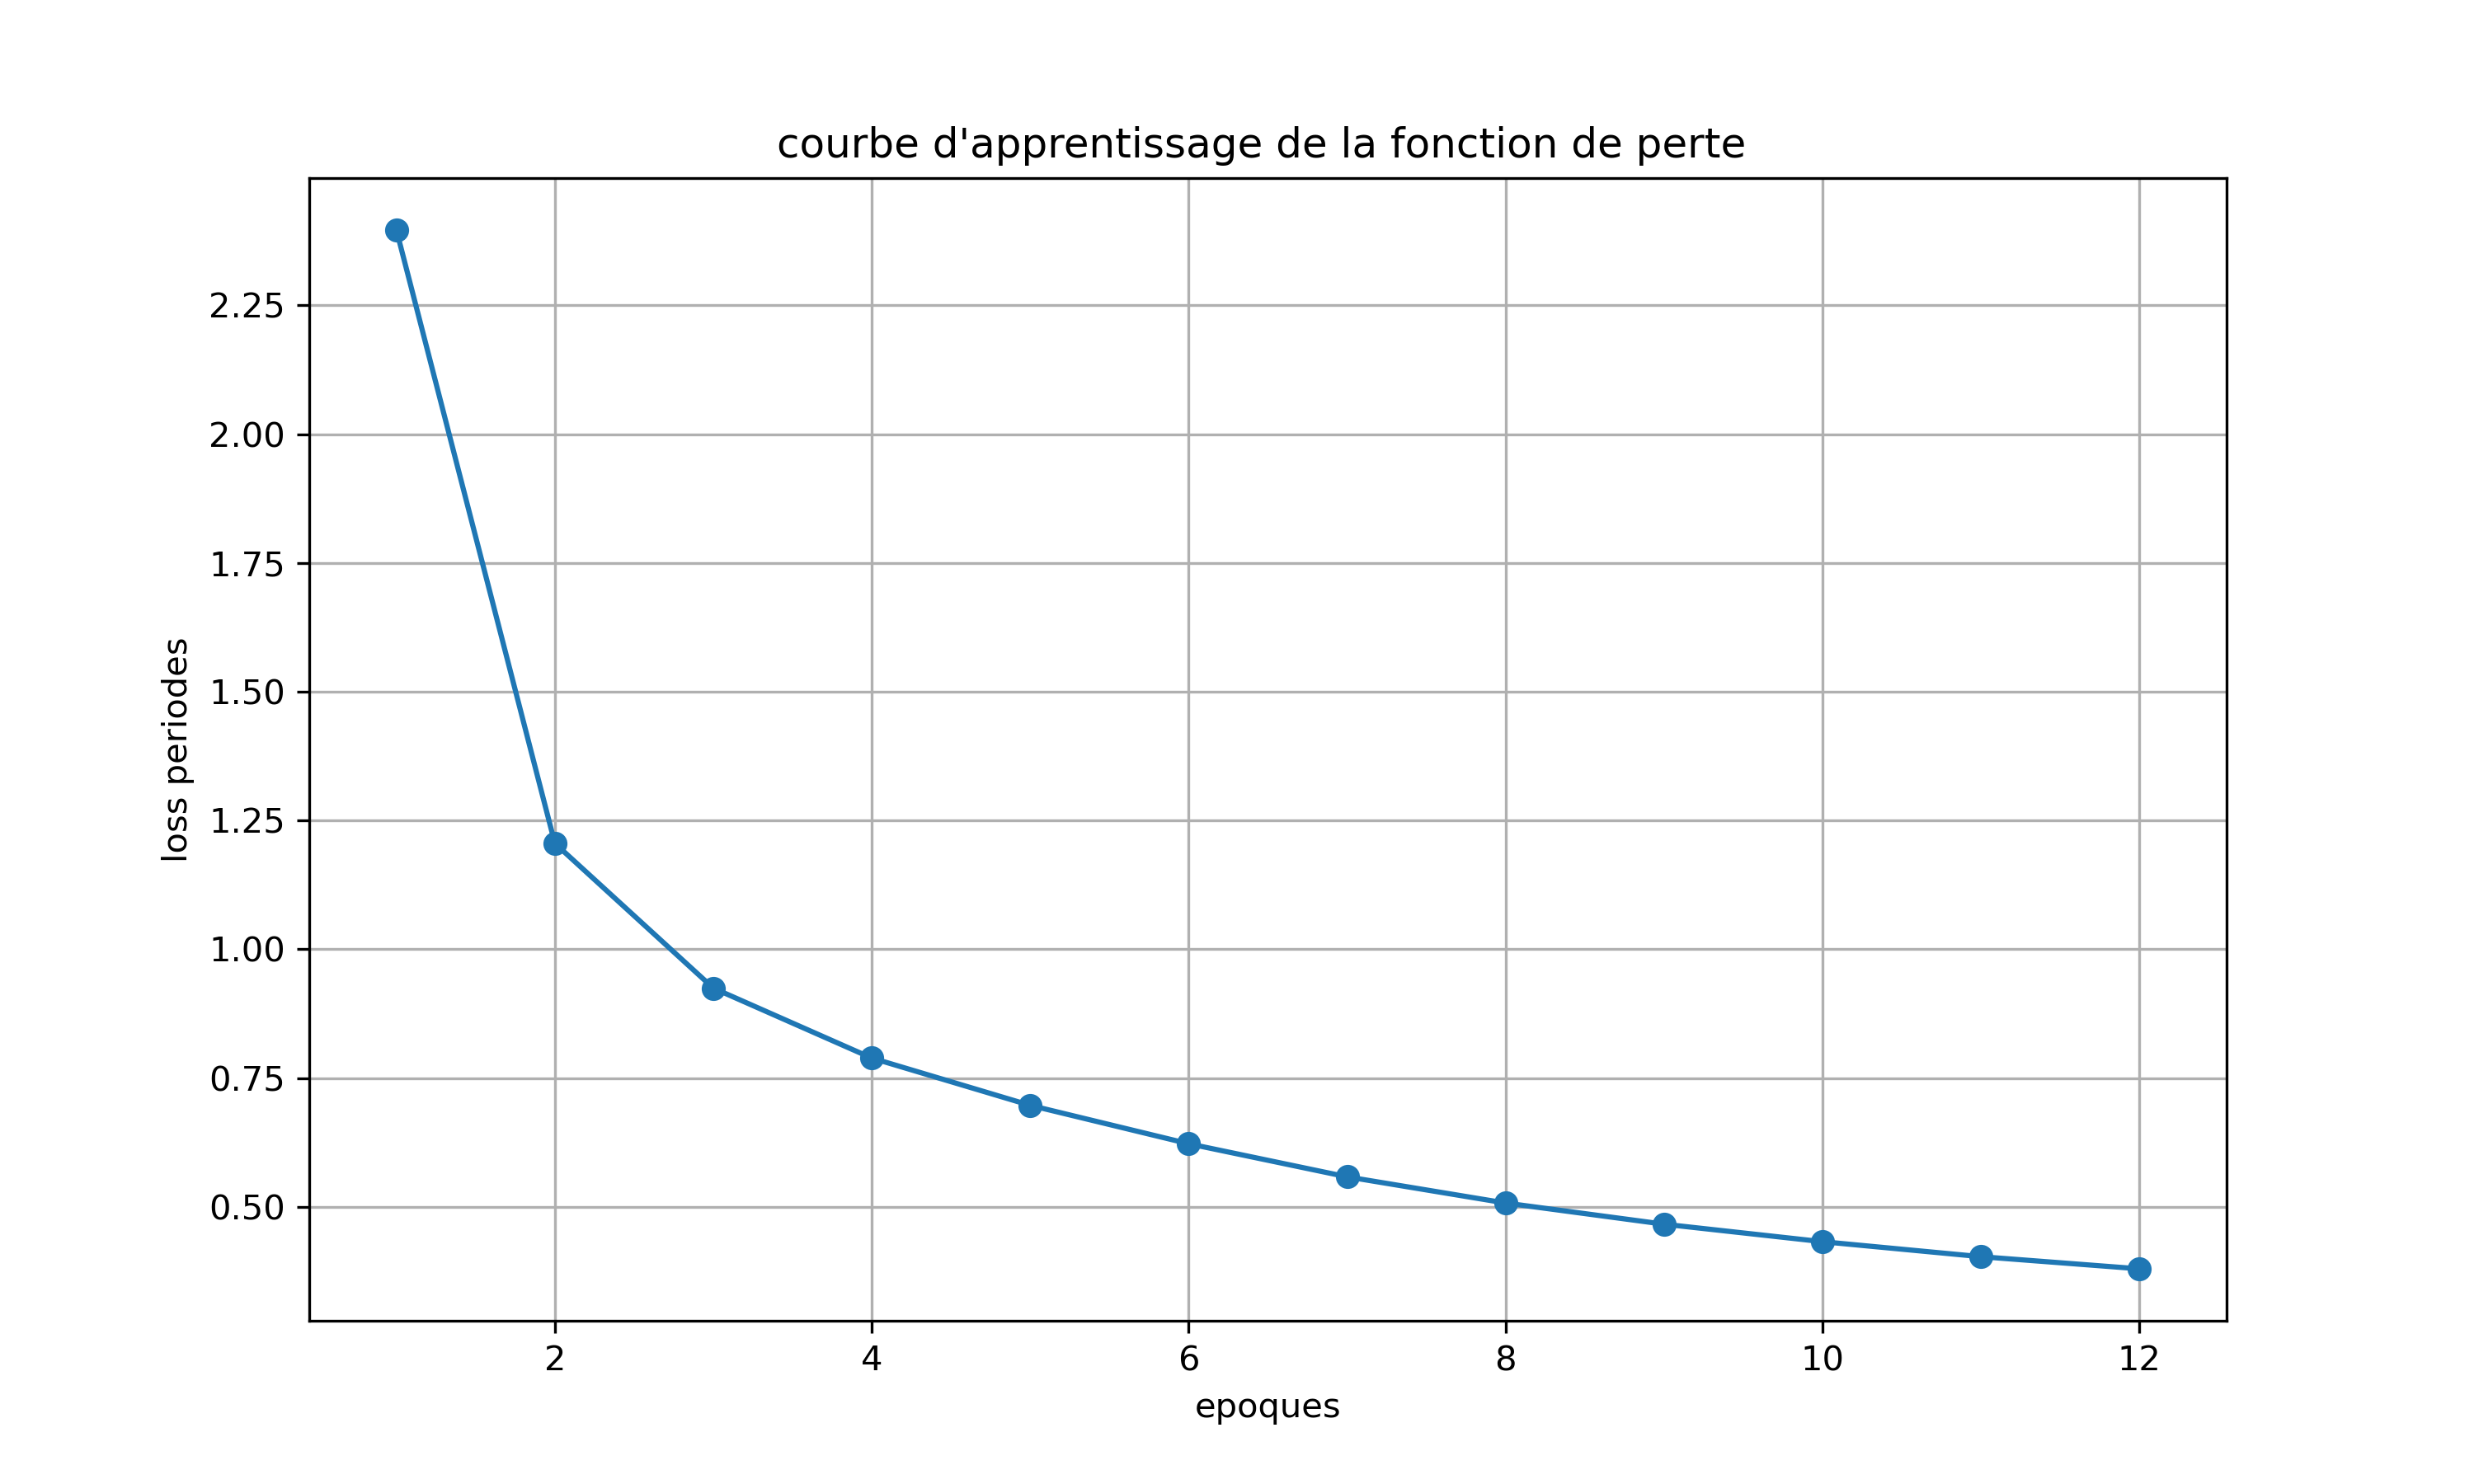 courbe d'apprentissage de la fonction de perte
loss periodes
2.25
2.00
1.75
1.50
1.25
1.00
0.75
0.50
2 4 6 8 10 12
epoques